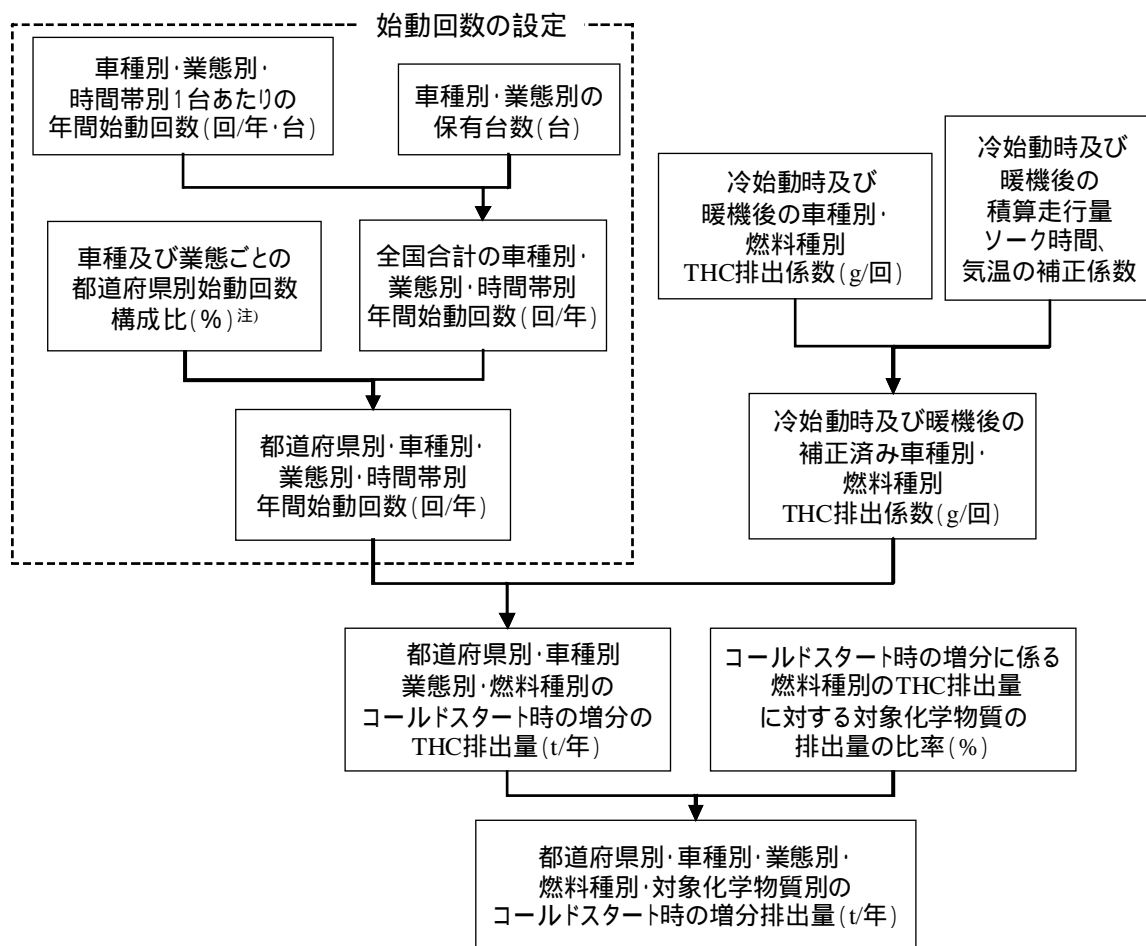 始動回数の設定
車種別・業態別・
時間帯別1台あたりの
年間始動回数(回/年・台)
車種別・業態別の
保有台数(台)
冷始動時及び
暖機後の車種別・
燃料種別
THC排出係数(g/回)
冷始動時及び
暖機後の
積算走行量
ソーク時間、
気温の補正係数
車種及び業態ごとの
都道府県別始動回数
構成比(%)注)
全国合計の車種別・
業態別・時間帯別
年間始動回数(回/年)
都道府県別・車種別・
業態別・時間帯別
年間始動回数(回/年)
冷始動時及び暖機後の
補正済み車種別・
燃料種別
THC排出係数(g/回)
都道府県別・車種別
業態別・燃料種別の
コールドスタート時の増分の
THC排出量(t/年)
コールドスタート時の増分に係る
燃料種別のTHC排出量
に対する対象化学物質の
排出量の比率(%)
都道府県別・車種別・業態別・
燃料種別・対象化学物質別の
コールドスタート時の増分排出量(t/年)